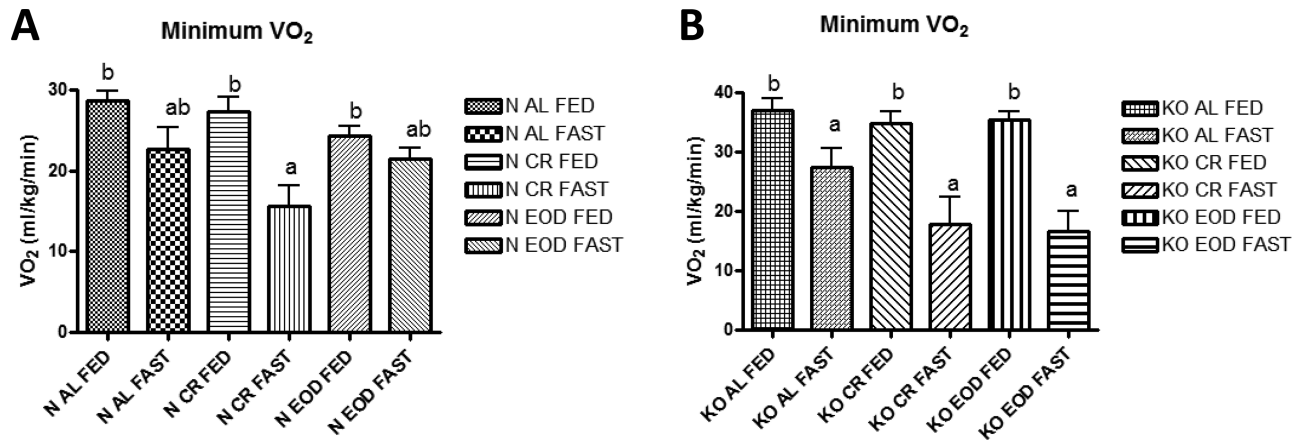 A
Minimum VO₂
VO₂ (ml/kg/min)
30
20
10
0
b
ab
b
a
b
ab
N AL FED
N AL FAST
N CR FED
N CR FAST
N EOD FED
N EOD FAST
N AL FED
N AL FAST
N CR FED
N CR FAST
N EOD FED
N EOD FAST
B
Minimum VO₂
VO₂ (ml/kg/min)
40
30
20
10
0
b
a
b
a
b
a
KO AL FED
KO AL FAST
KO CR FED
KO CR FAST
KO EOD FED
KO EOD FAST
KO AL FED
KO AL FAST
KO CR FED
KO CR FAST
KO EOD FED
KO EOD FAST